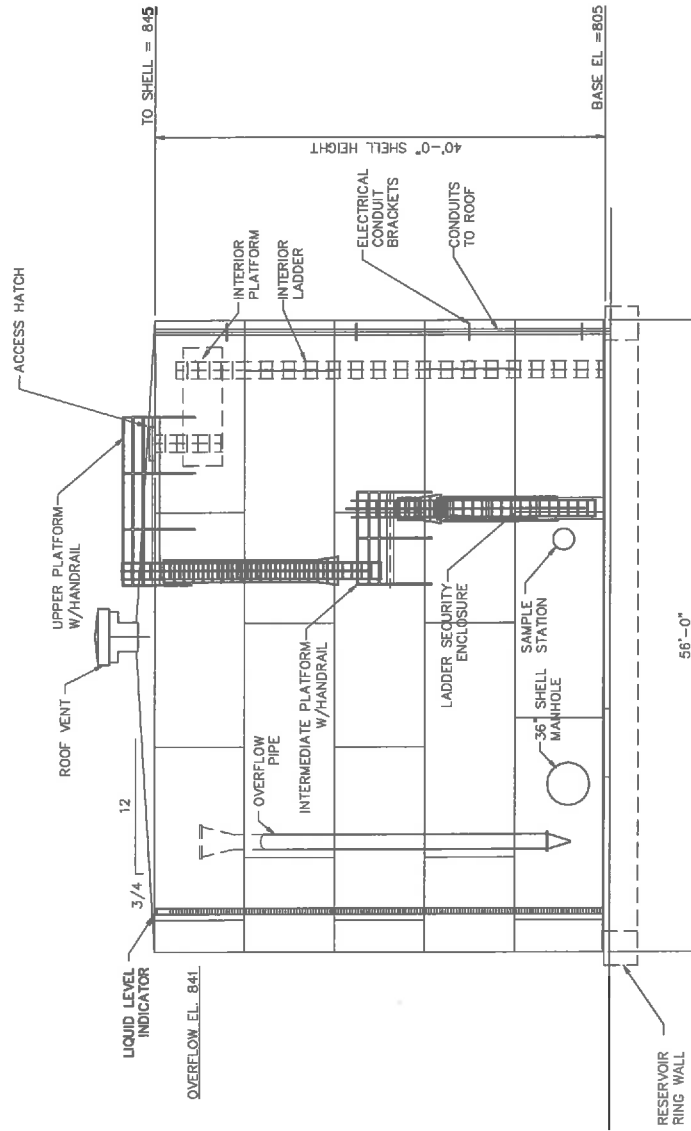 ROOF VENT
UPPER PLATFORM
W/HANDRAIL
ACCESS HATCH
TO SHELL = 845
3/4
12
LIQUID LEVEL
INDICATOR
OVERFLOW EL. 841
INTERIOR
PLATFORM
INTERIOR
LADDER
40'-0" SHELL HEIGHT
OVERFLOW
PIPE
INTERMEDIATE PLATFORM
W/HANDRAIL
ELECTRICAL
CONDUIT
BRACKETS
LADDER SECURITY
ENCLOSURE
CONDUITS
TO ROOF
36" SHELL
MANHOLE
SAMPLE
STATION
BASE EL =805
RESERVOIR
RING WALL
56'-0"